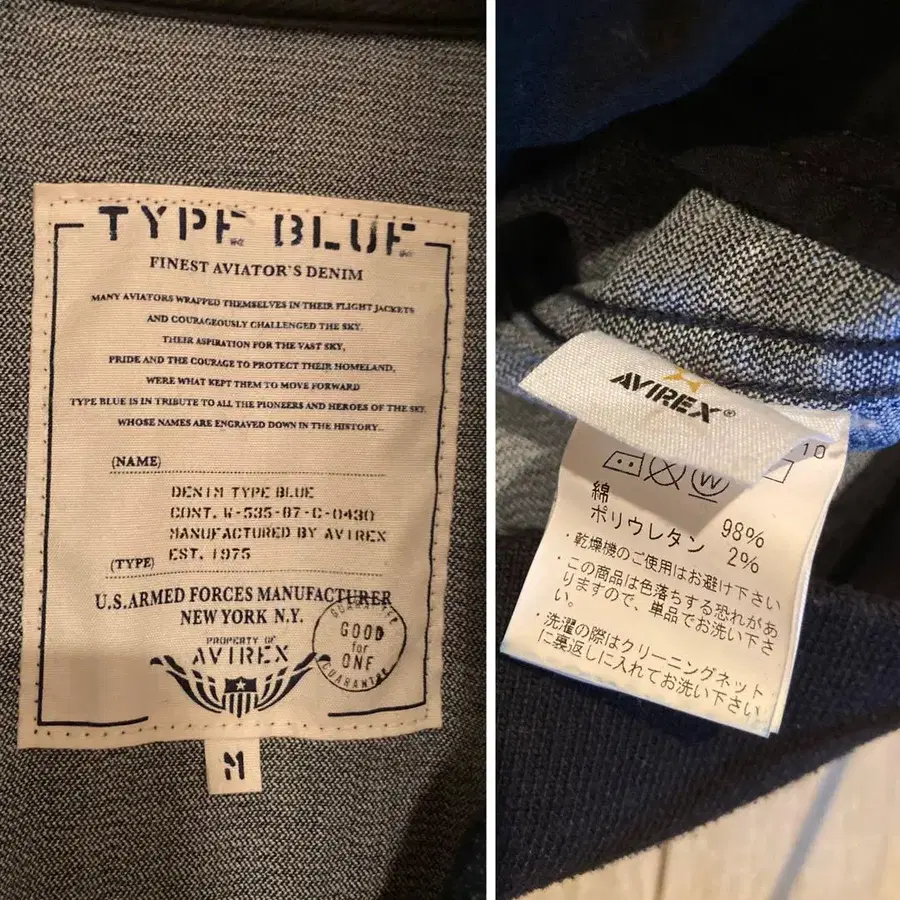 TYPE BLUE
FINEST AVIATOR'S DENIM
MANY AVIATORS WRAPPED THEMSELVES IN THEIR FLIGHT JACKETS
AND COURAGEOUSLY CHALLENGED THE SKY.
THEIR ASPIRATION FOR THE VAST SKY,
PRIDE AND THE COURAGE TO PROTECT THEIR HOMELAND,
WERE WHAT KEPT THEM TO MOVE FORWARD
TYPE BLUE IS IN TRIBUTE TO ALL THE PIONEERS AND HEROES OF THE SKY.
WHOSE NAMES ARE ENGRAVED DOWN IN THE HISTORY..
(NAME)
DENIM TYPE BLUE
CONT. W-535-87-C-0430
MANUFACTURED BY AVIREX
(TYPE) EST. 1975
U.S.ARMED FORCES MANUFACTURER
NEW YORK N.Y.
PROPERTY OF
AVIREX
GUARANTEE
GOOD
for
ONE
GUARANTEE
M
AVIREX®
10
W
綿 98%
ポリウレタン 2%
・乾燥機のご使用はお避け下さい
・この商品は色落ちする恐れがあ
りますので、単品でお洗い下さ
い。
・洗濯の際はクリーニングネット
に裏返しに入れてお洗い下さい